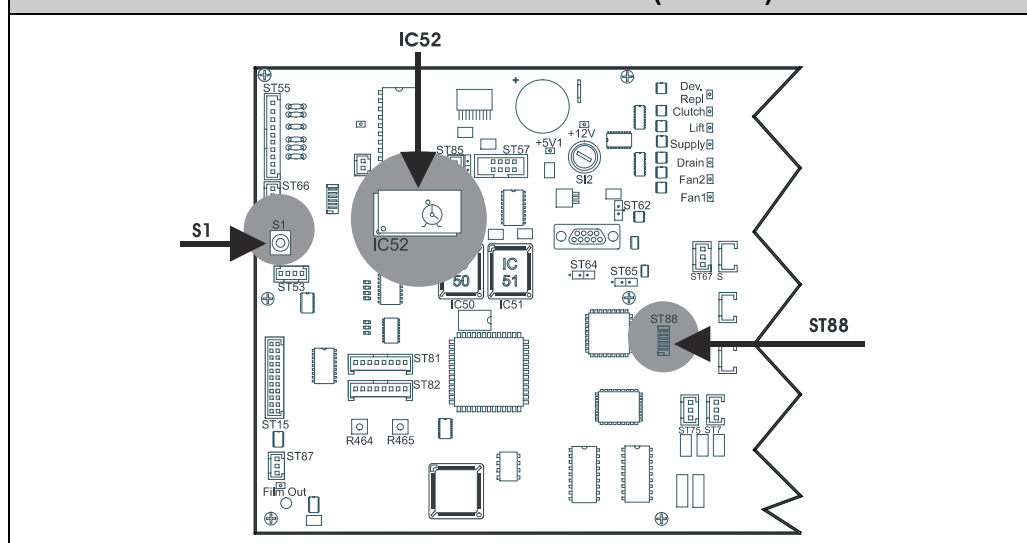 IC52
ST55
Dev.
Repl
Clutch
Lift
Supply
Drain
Fan2
Fan1
+
+12V
+5V1
SI2
ST85
ST57
ST66
ST62
S1
S1
IC52
ST53
50
IC
51
IC50
IC51
ST64
ST65
ST67
S
ST88
ST88
ST81
ST82
ST15
R464
R465
ST75
ST7
ST87
Film Out